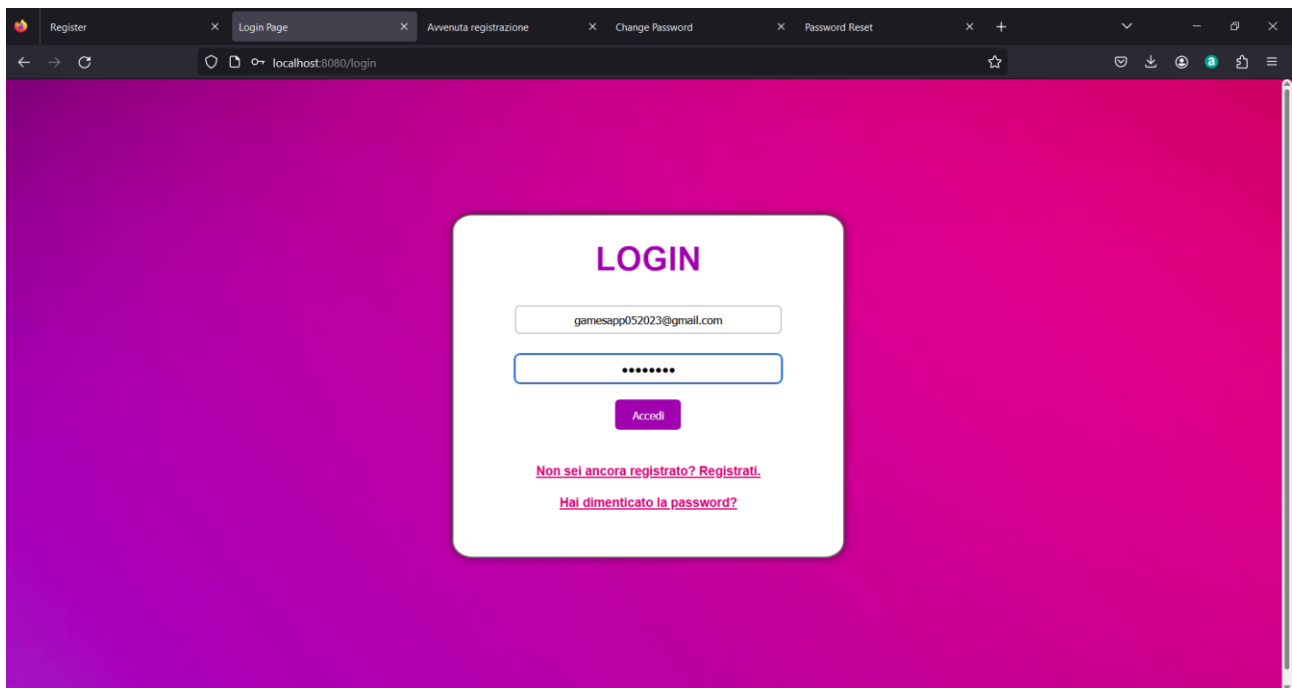 Register
Login Page
Avvenuta registrazione
Change Password
Password Reset
localhost:8080/login
a
LOGIN
gamesapp052023@gmail.com
••••••••
Accedi
Non sei ancora registrato? Registrati.
Hai dimenticato la password?